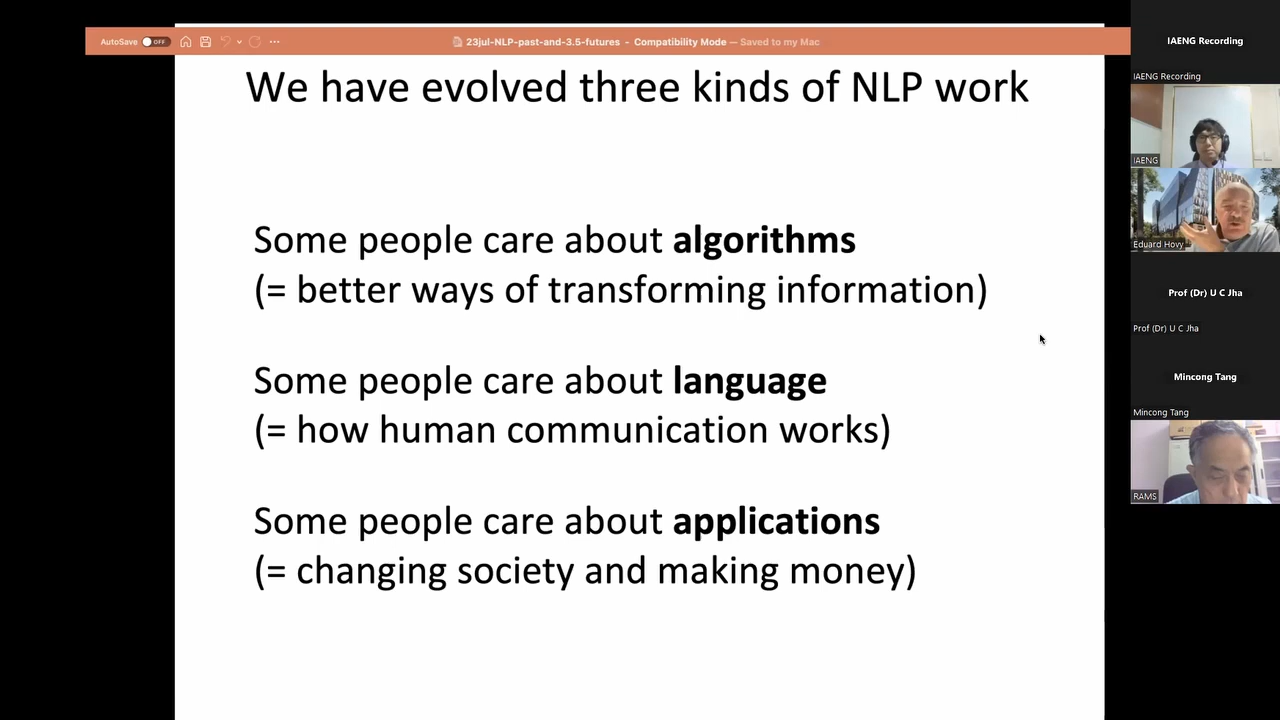 AutoSave OFF
23jul-NLP-past-and-3.5-futures - Compatibility Mode — Saved to my Mac
We have evolved three kinds of NLP work
Some people care about algorithms
(= better ways of transforming information)
Some people care about language
(= how human communication works)
Some people care about applications
(= changing society and making money)
IAENG Recording
IAENG Recording
IAENG
Eduard Hovy
Prof (Dr) U C Jha
Prof (Dr) U C Jha
Mincong Tang
Mincong Tang
RAMS